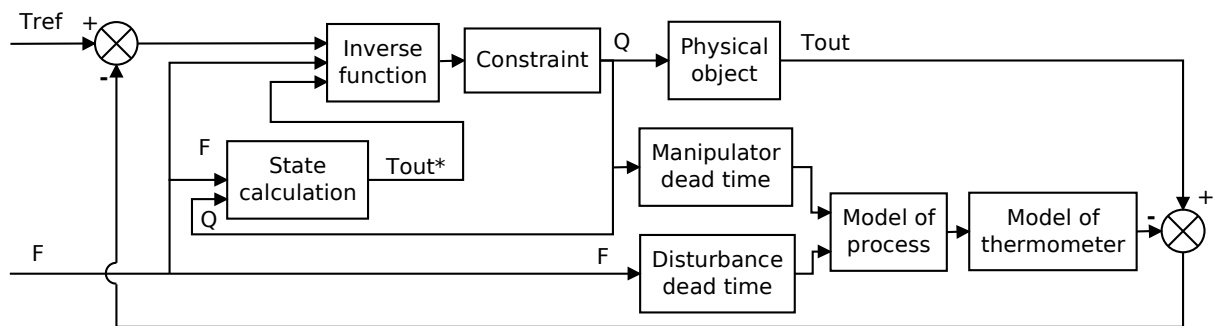 Tref
+
-
Inverse
function
Constraint
Q
Physical
object
Tout
F
State
calculation
Tout*
Q
Manipulator
dead time
Model of
process
Model of
thermometer
-
+
F
F
Disturbance
dead time